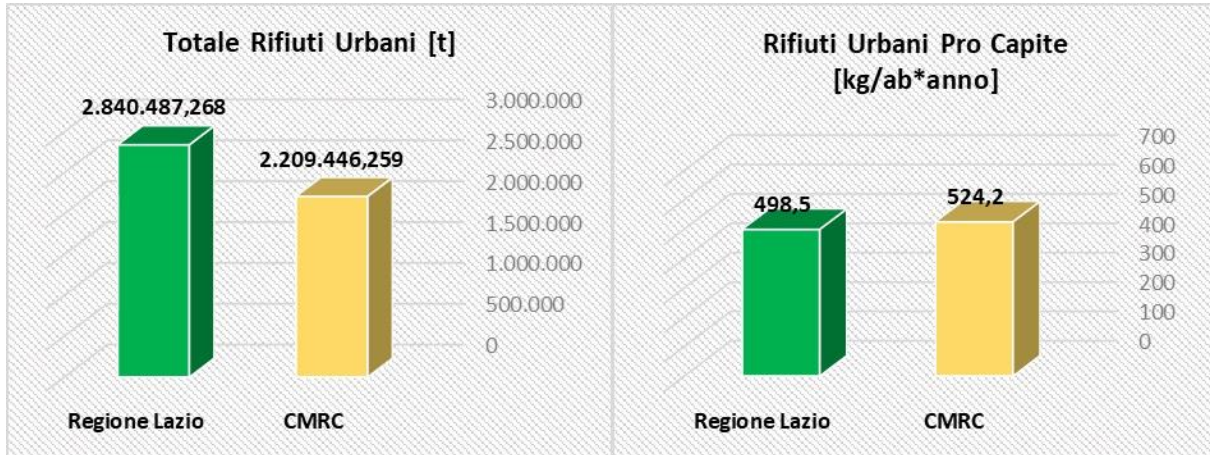 Totale Rifiuti Urbani [t]
2.840.487,268
2.209.446,259
3.000.000
2.500.000
2.000.000
1.500.000
1.000.000
500.000
0
Regione Lazio
CMRC
Rifiuti Urbani Pro Capite
[kg/ab*anno]
498,5
524,2
700
600
500
400
300
200
100
0
Regione Lazio
CMRC